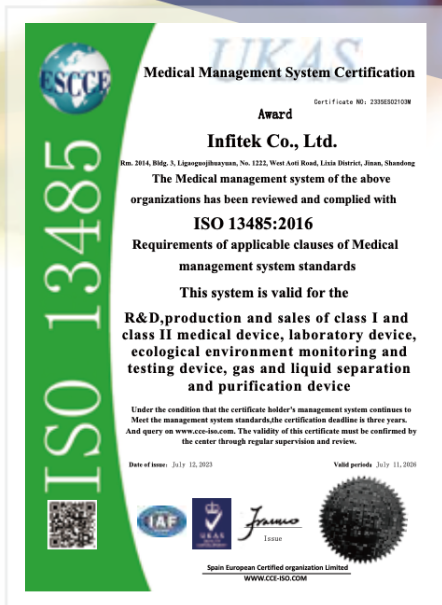 ESCCE
UKAS
Medical Management System Certification
Certificate NO: 2335ESO2103M
Award
Infitek Co., Ltd.
Rm. 2014, Bldg. 3, Ligaoguojihuayuan, No. 1222, West Aoti Road, Lixia District, Jinan, Shandong
The Medical management system of the above
organizations has been reviewed and complied with
ISO 13485:2016
Requirements of applicable clauses of Medical
management system standards
This system is valid for the
R&D,production and sales of class I and
class II medical device, laboratory device,
ecological environment monitoring and
testing device, gas and liquid separation
and purification device
Under the condition that the certificate holder's management system continues to
Meet the management system standards,the certification deadline is three years.
And query on www.cce-iso.com. The validity of this certificate must be confirmed by
the center through regular supervision and review.
Date of issue: July 12, 2023
Valid period: July 11, 2026
ISO 13485
IAF
UKAS
Issue
Spain European Certified organization Limited
WWW.CCE-ISO.COM